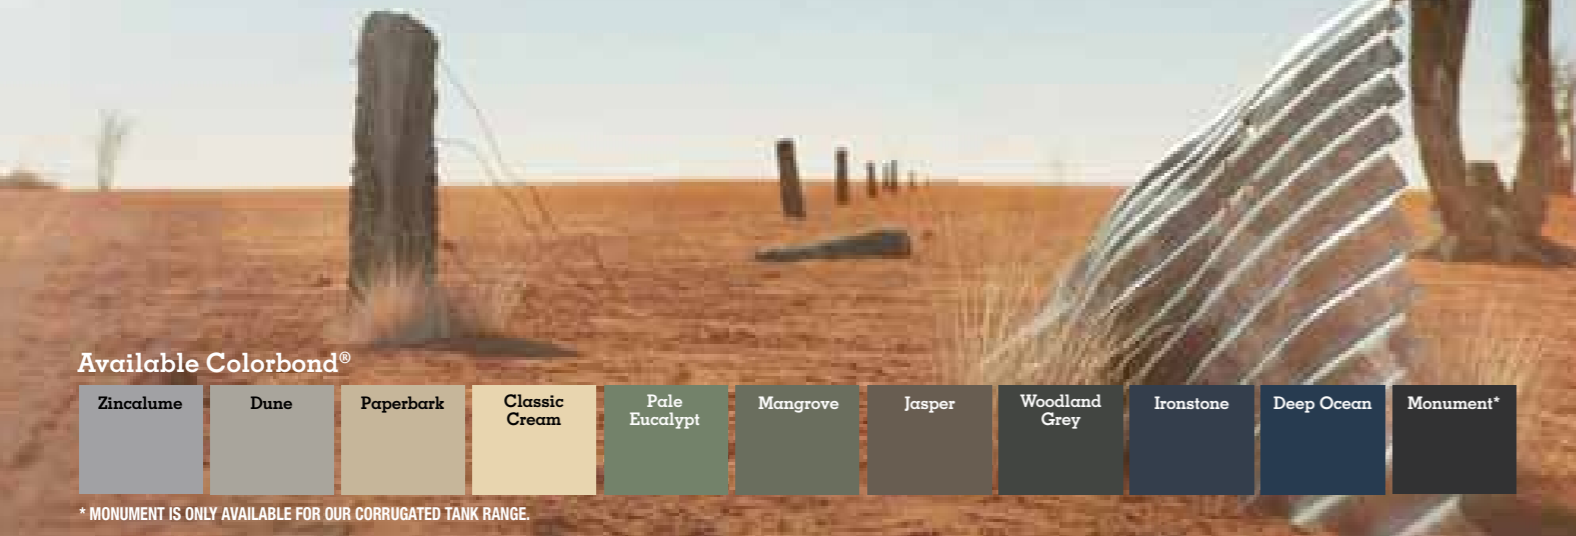 Available Colorbond®
Zincalume
Dune
Paperbark
Classic
Cream
Pale
Eucalypt
Mangrove
Jasper
Woodland
Grey
Ironstone
Deep Ocean
Monument*
* MONUMENT IS ONLY AVAILABLE FOR OUR CORRUGATED TANK RANGE.